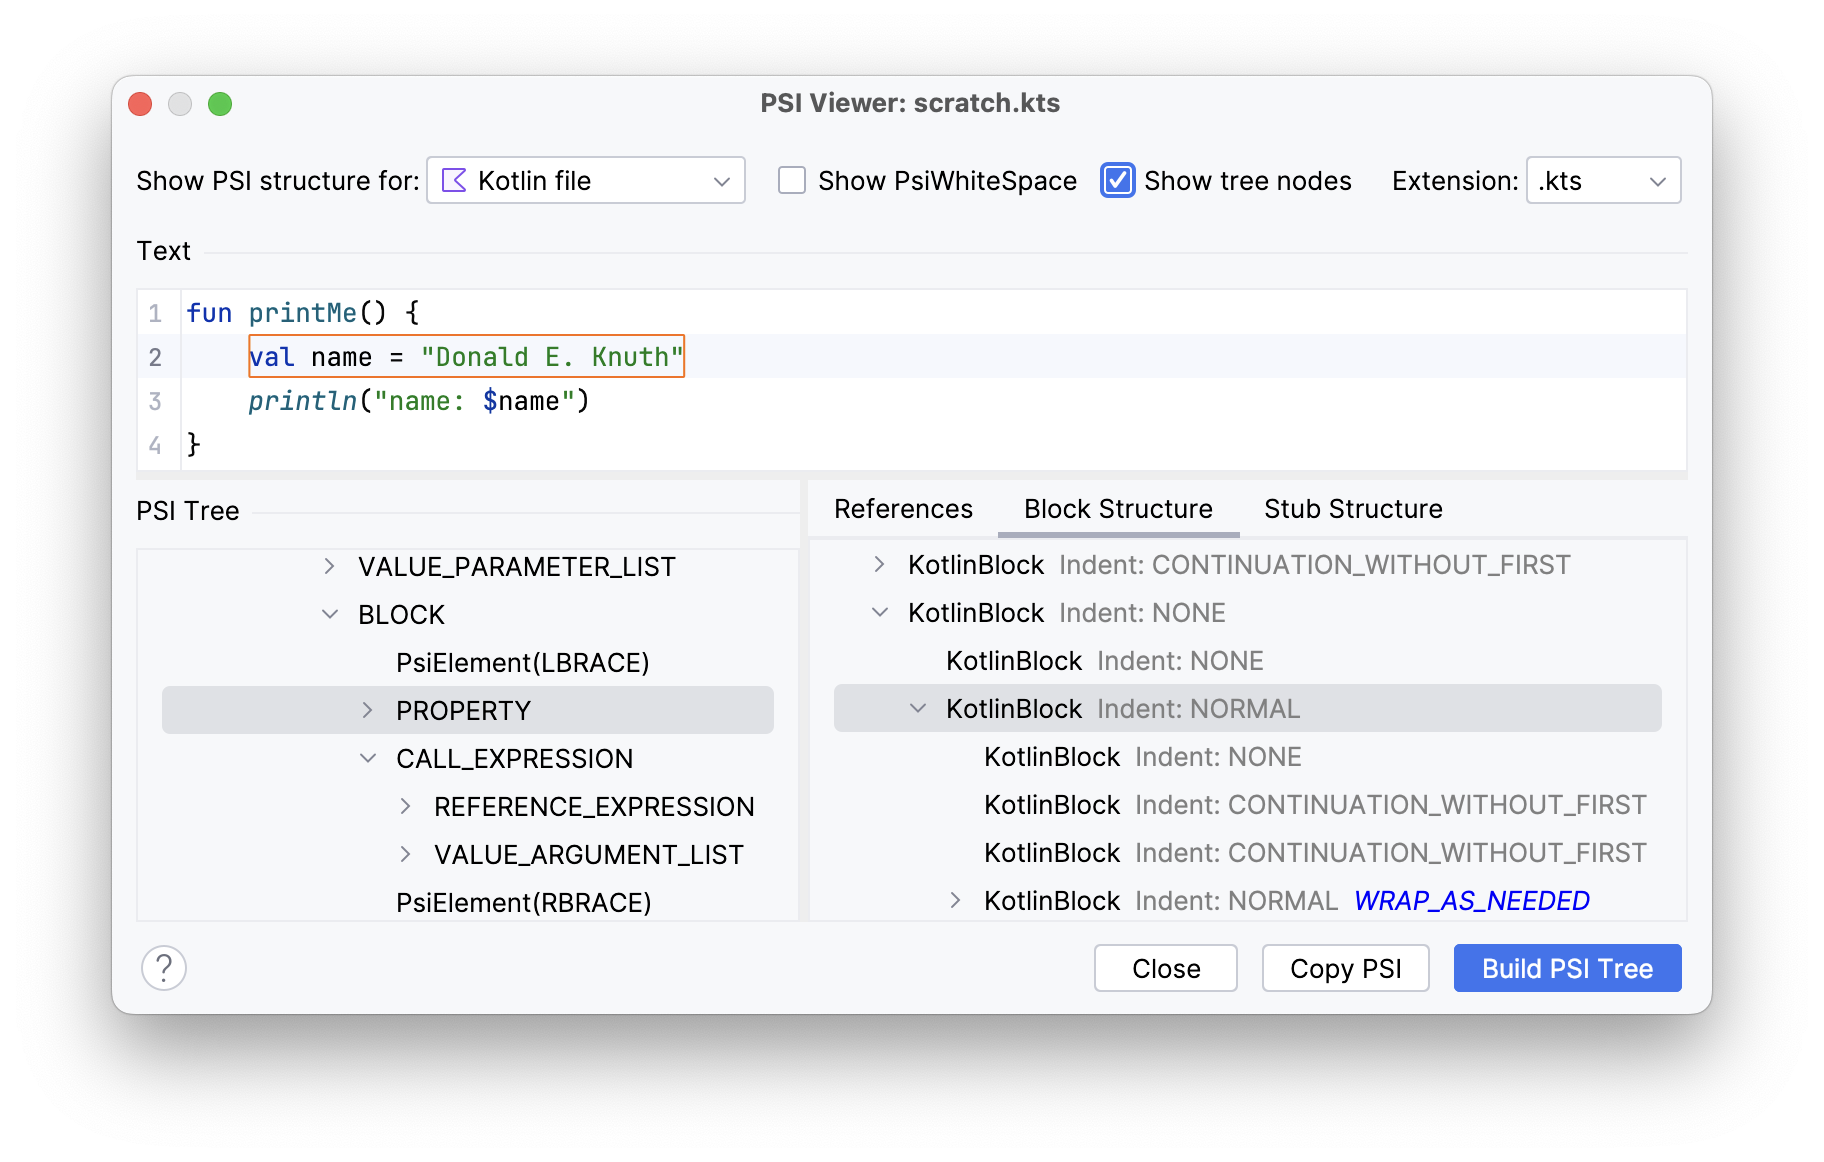 PSI Viewer: scratch.kts
Show PSI structure for: Kotlin file Show PsiWhiteSpace Show tree nodes Extension: .kts
Text
1 fun printMe() {
2 val name = "Donald E. Knuth"
3 println("name: $name")
4 }
PSI Tree
VALUE_PARAMETER_LIST
BLOCK
PsiElement(LBRACE)
PROPERTY
CALL_EXPRESSION
REFERENCE_EXPRESSION
VALUE_ARGUMENT_LIST
PsiElement(RBRACE)
References Block Structure Stub Structure
KotlinBlock Indent: CONTINUATION_WITHOUT_FIRST
KotlinBlock Indent: NONE
KotlinBlock Indent: NONE
KotlinBlock Indent: NORMAL
KotlinBlock Indent: NONE
KotlinBlock Indent: CONTINUATION_WITHOUT_FIRST
KotlinBlock Indent: CONTINUATION_WITHOUT_FIRST
KotlinBlock Indent: NORMAL WRAP_AS_NEEDED
? Close Copy PSI Build PSI Tree